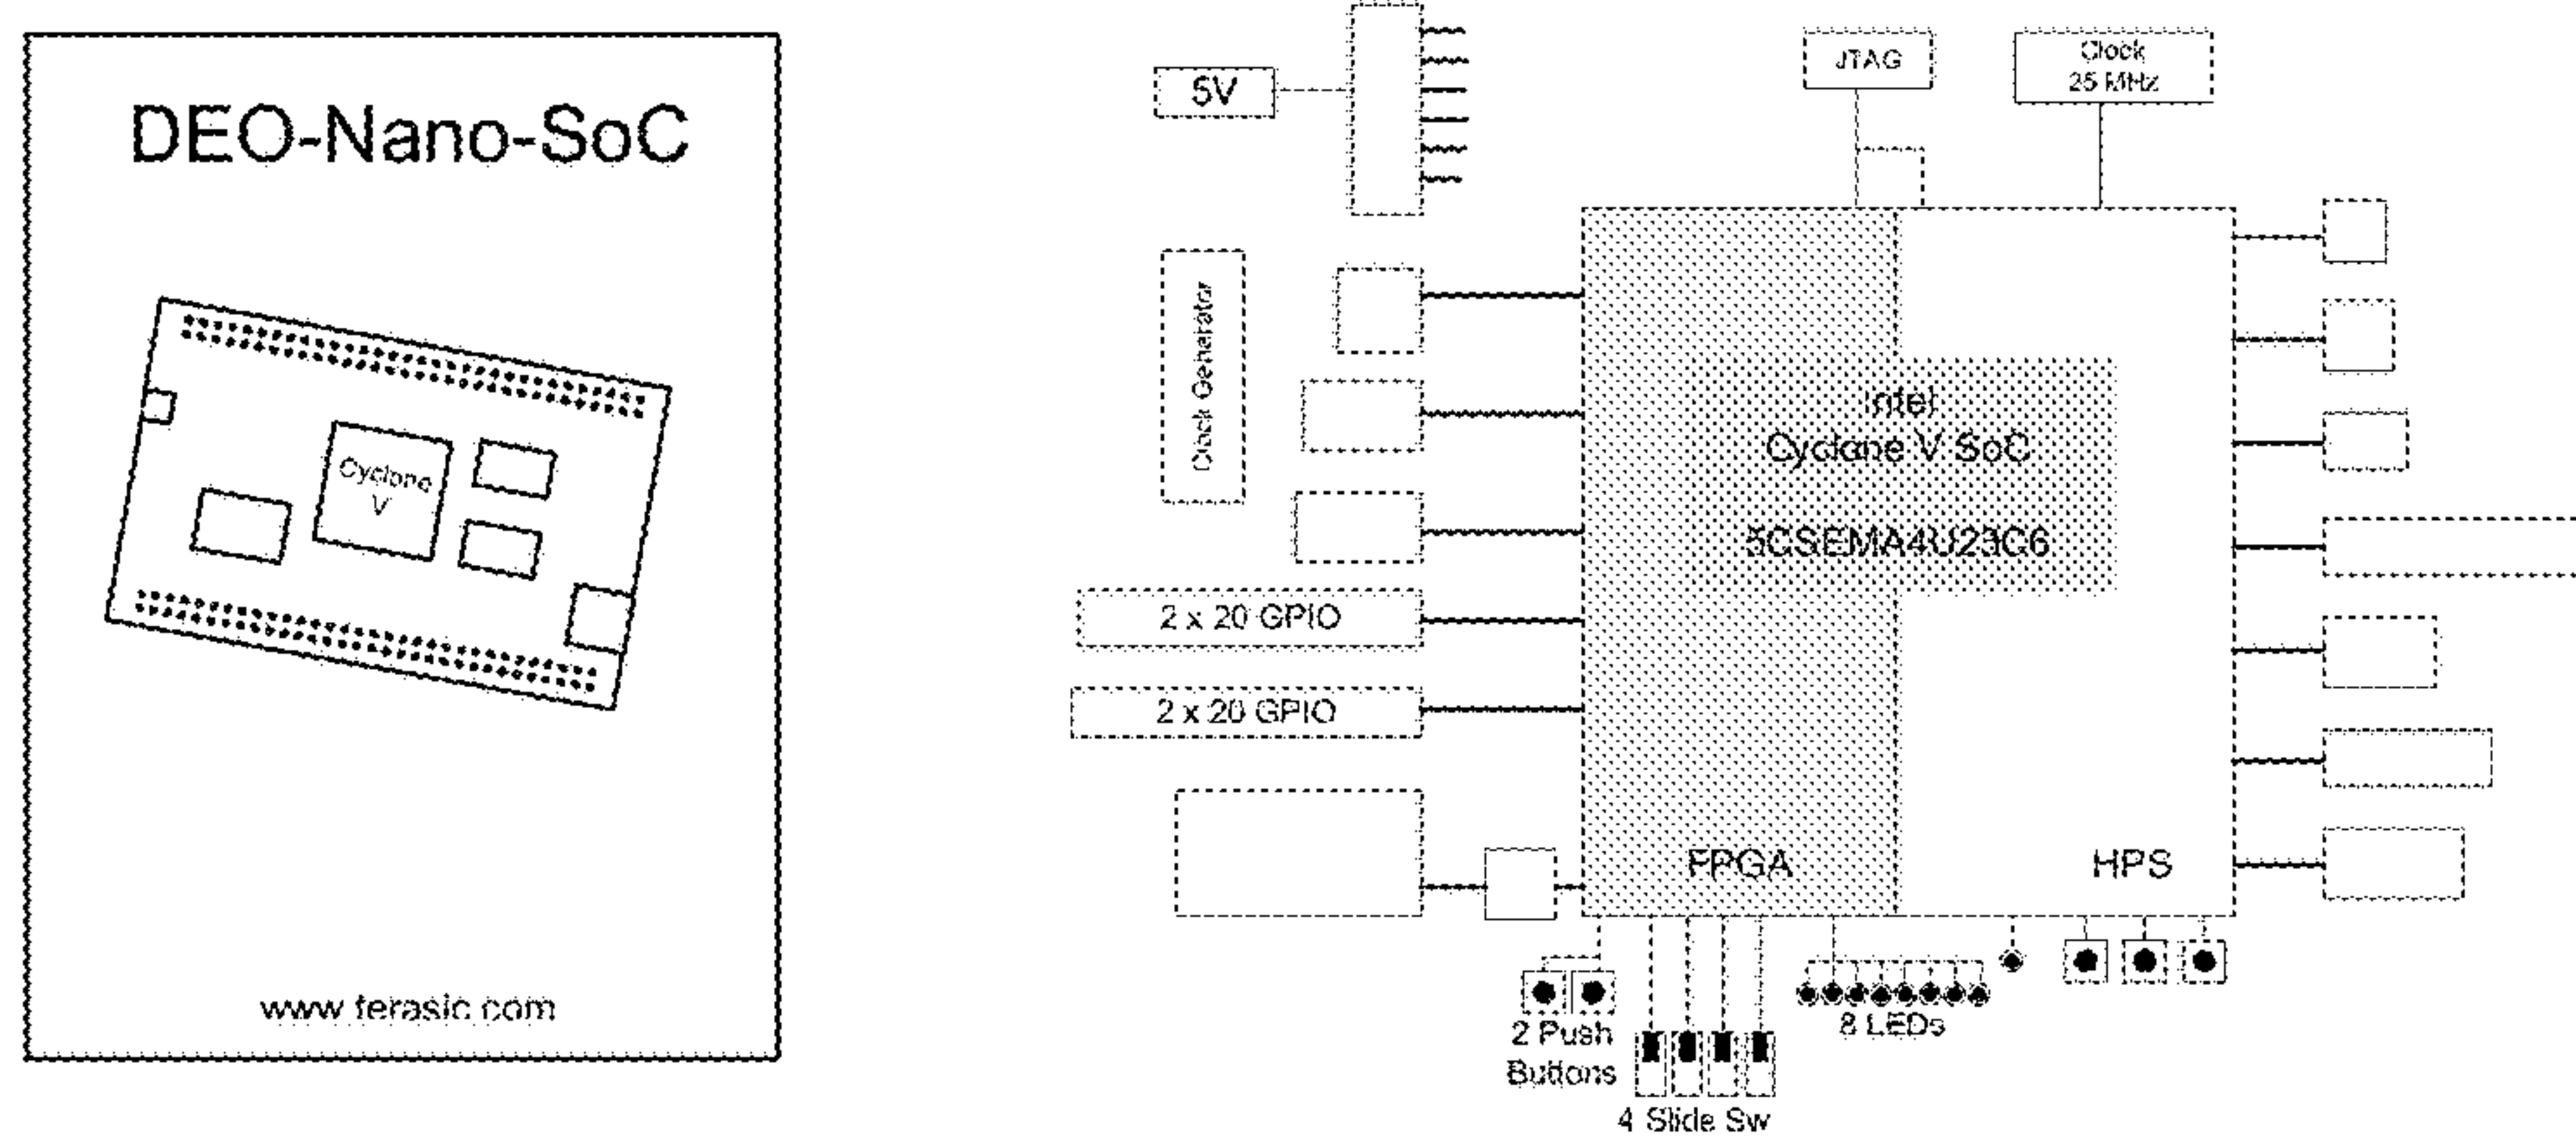 DEO-Nano-SoC
Cyclone
V
www.terasic.com
5V
JTAG
Clock
25 MHz
Clock Generator
Intel
Cyclone V SoC
5CSEMA4U23C6
2 x 20 GPIO
2 x 20 GPIO
FPGA
HPS
2 Push
Buttons
8 LEDs
4 Slide Sw